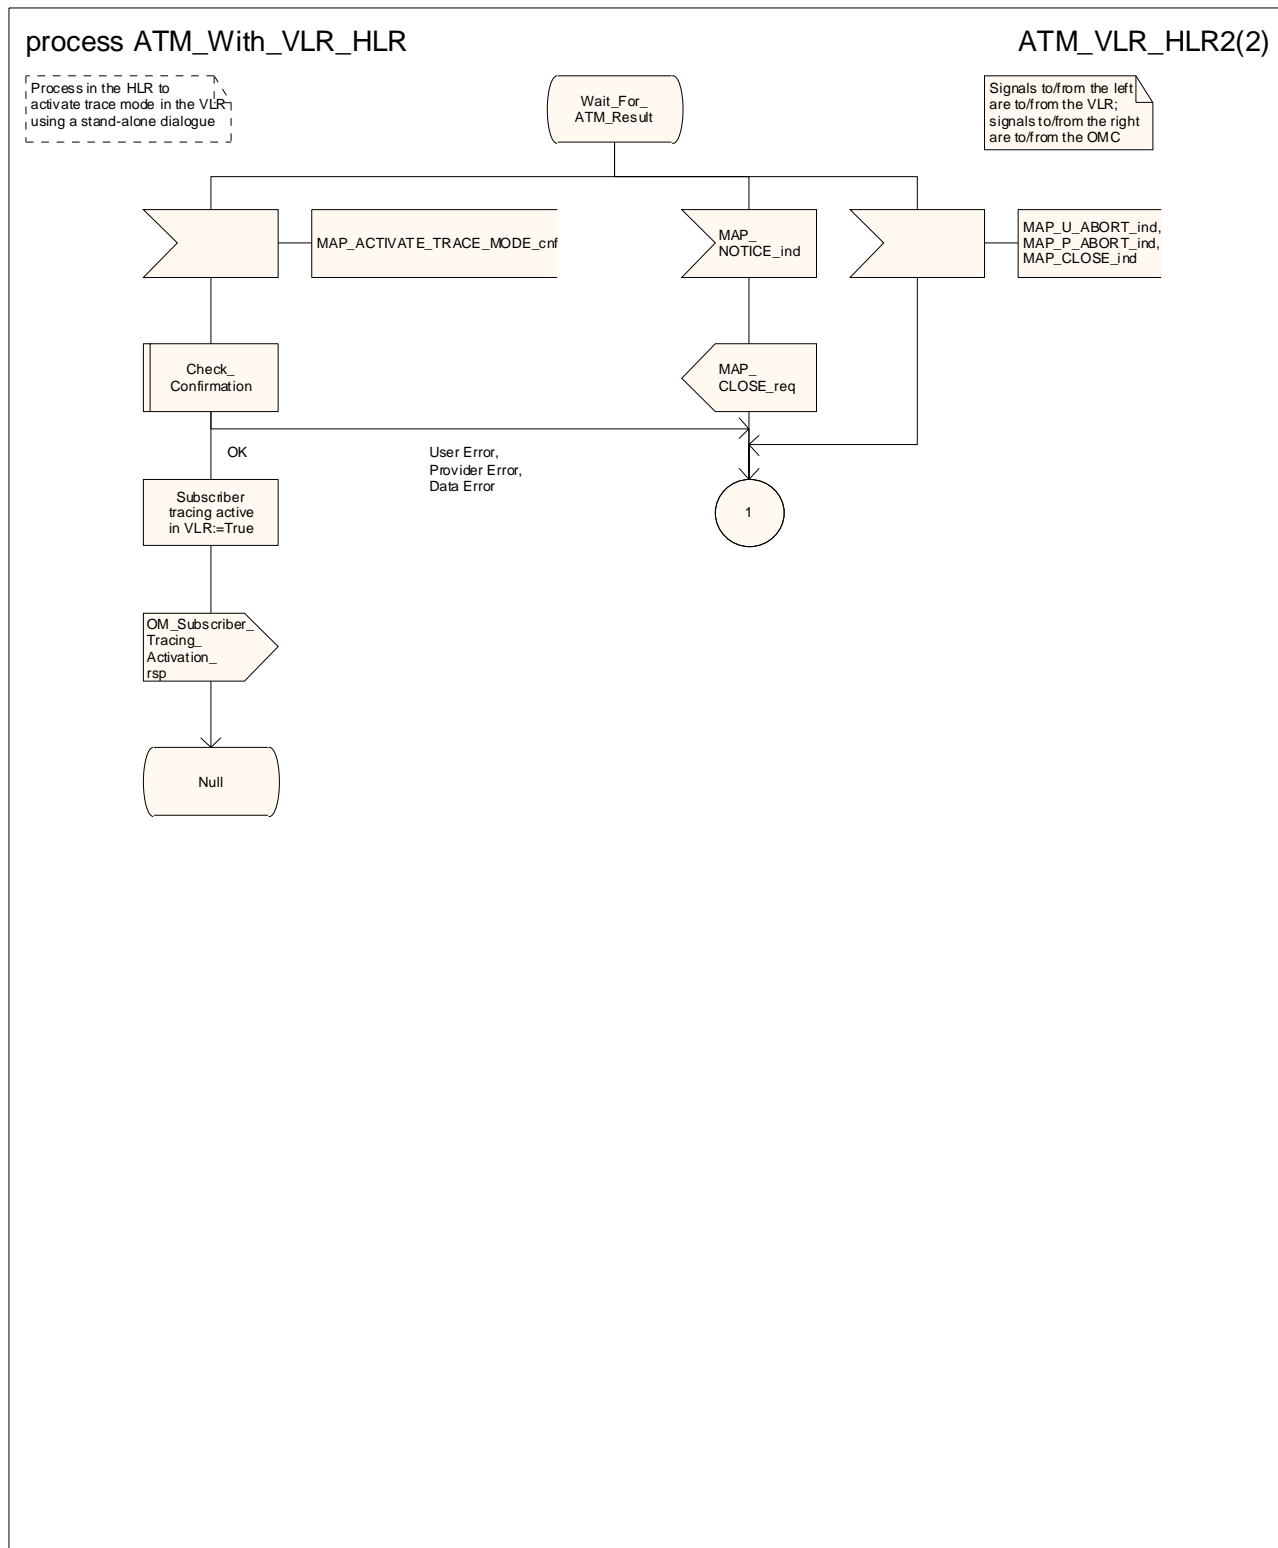 process ATM_With_VLR_HLR
ATM_VLR_HLR2(2)
Process in the HLR to
activate trace mode in the VLR
using a stand-alone dialogue
Wait_For_
ATM_Result
Signals to/from the left
are to/from the VLR;
signals to/from the right
are to/from the OMC
MAP_ACTIVATE_TRACE_MODE_cnf
MAP_
NOTICE_ind
MAP_U_ABORT_ind,
MAP_P_ABORT_ind,
MAP_CLOSE_ind
Check_
Confirmation
MAP_
CLOSE_req
OK
User Error,
Provider Error,
Data Error
Subscriber
tracing active
in VLR:=True
1
OM_Subscriber_
Tracing_
Activation_
rsp
Null